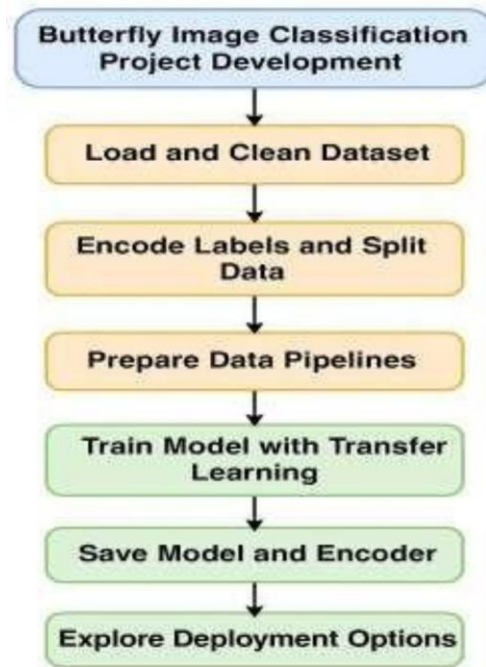 Butterfly Image Classification
Project Development
Load and Clean Dataset
Encode Labels and Split
Data
Prepare Data Pipelines
Train Model with Transfer
Learning
Save Model and Encoder
Explore Deployment Options